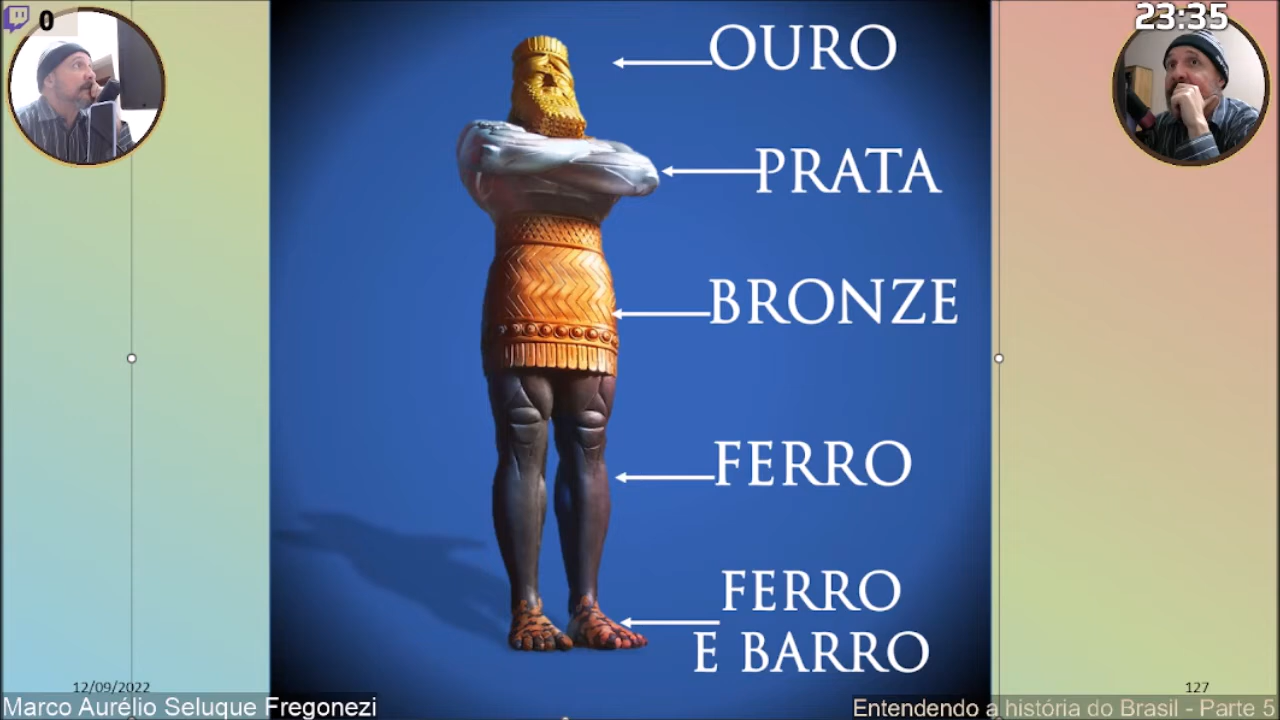 0
23:35
OURO
PRATA
BRONZE
FERRO
FERRO
E BARRO
12/09/2022
127
Marco Aurélio Seluque Fregonezi
Entendendo a história do Brasil - Parte 5